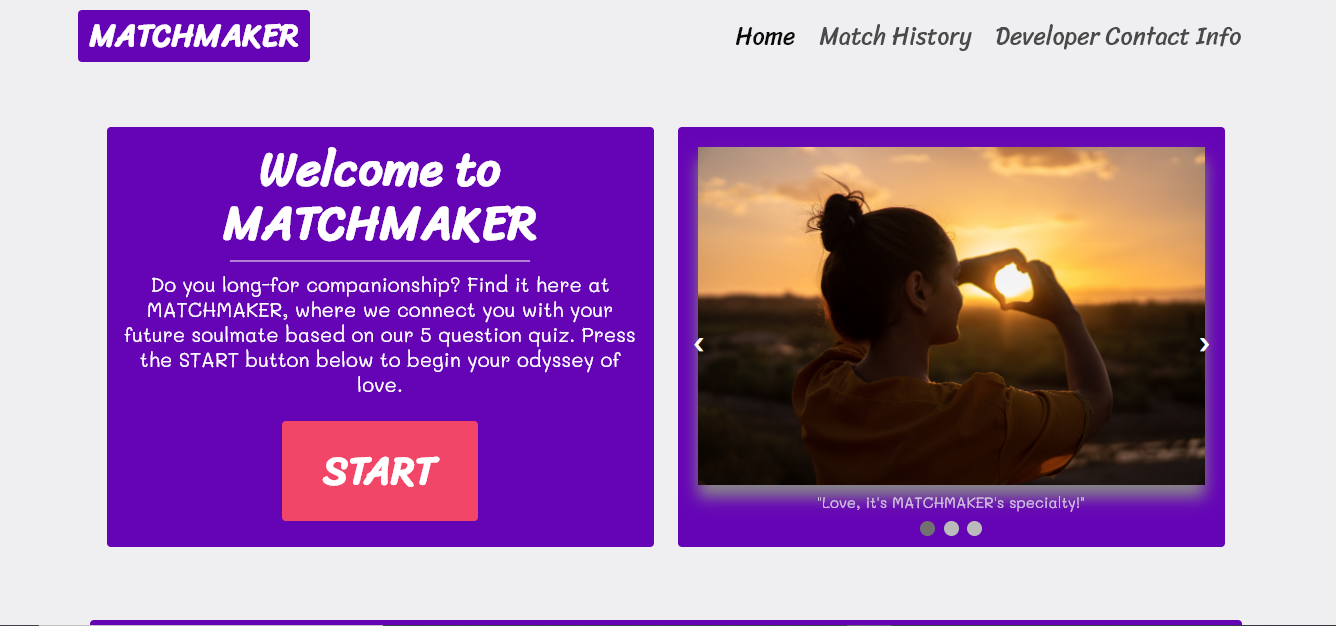 MATCHMAKER
Home Match History Developer Contact Info
Welcome to
MATCHMAKER
Do you long-for companionship? Find it here at
MATCHMAKER, where we connect you with your
future soulmate based on our 5 question quiz. Press
the START button below to begin your odyssey of
love.
START
‹ ›
"Love, it's MATCHMAKER's specialty!"